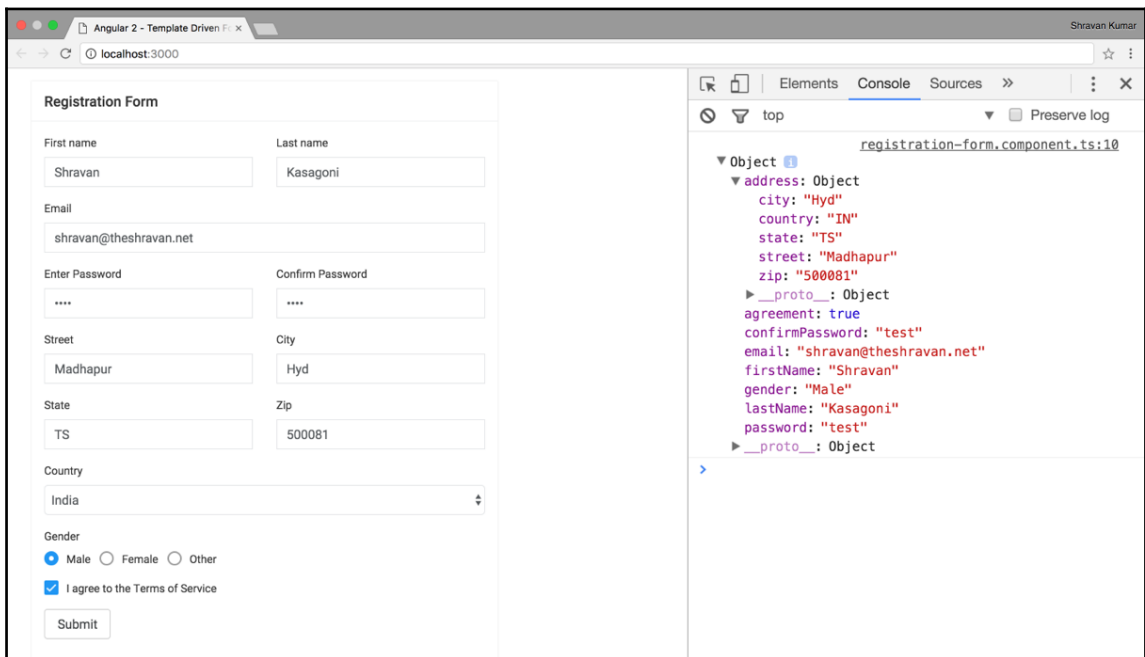 Angular 2 - Template Driven Fo
Shravan Kumar
localhost:3000
Registration Form
First name Last name
Shravan Kasagoni
Email
shravan@theshravan.net
Enter Password Confirm Password
•••• ••••
Street City
Madhapur Hyd
State Zip
TS 500081
Country
India
Gender
Male Female Other
I agree to the Terms of Service
Submit
Elements Console Sources »
top Preserve log
registration-form.component.ts:10
Object i
address: Object
city: "Hyd"
country: "IN"
state: "TS"
street: "Madhapur"
zip: "500081"
__proto__: Object
agreement: true
confirmPassword: "test"
email: "shravan@theshravan.net"
firstName: "Shravan"
gender: "Male"
lastName: "Kasagoni"
password: "test"
__proto__: Object